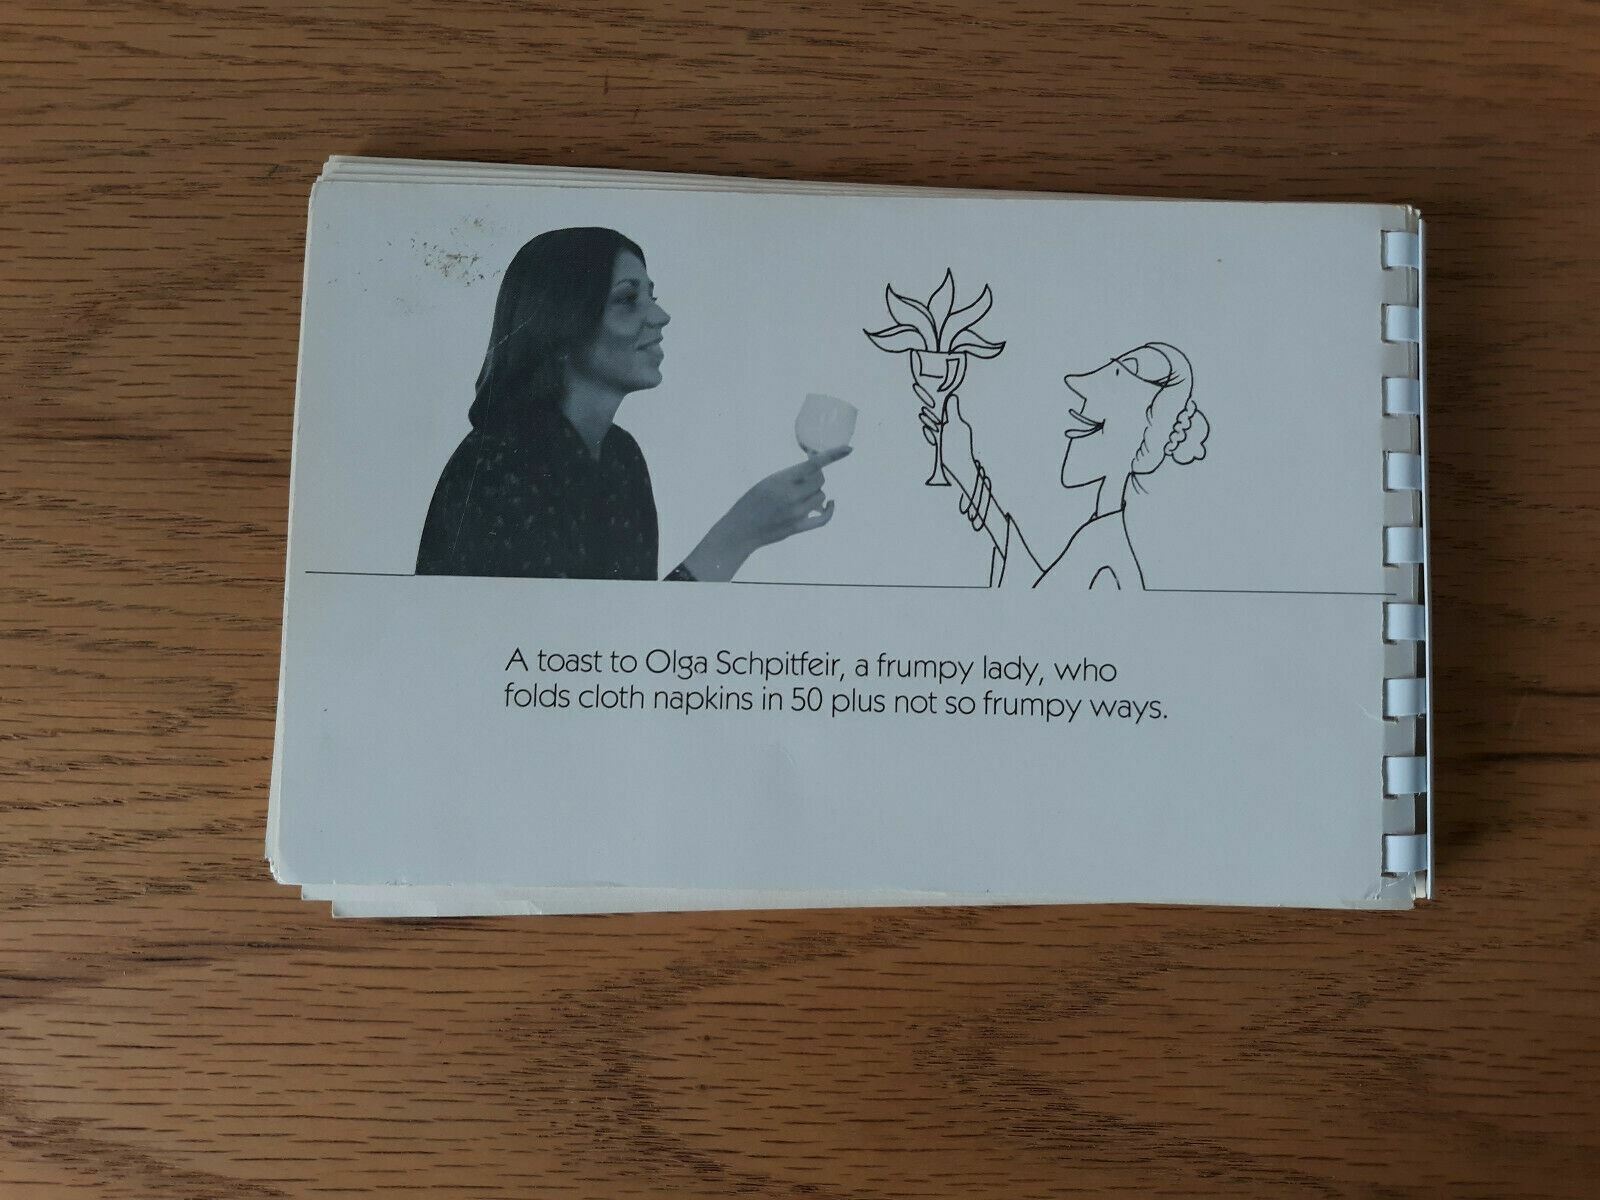 A toast to Olga Schpitfeir, a frumpy lady, who
folds cloth napkins in 50 plus not so frumpy ways.